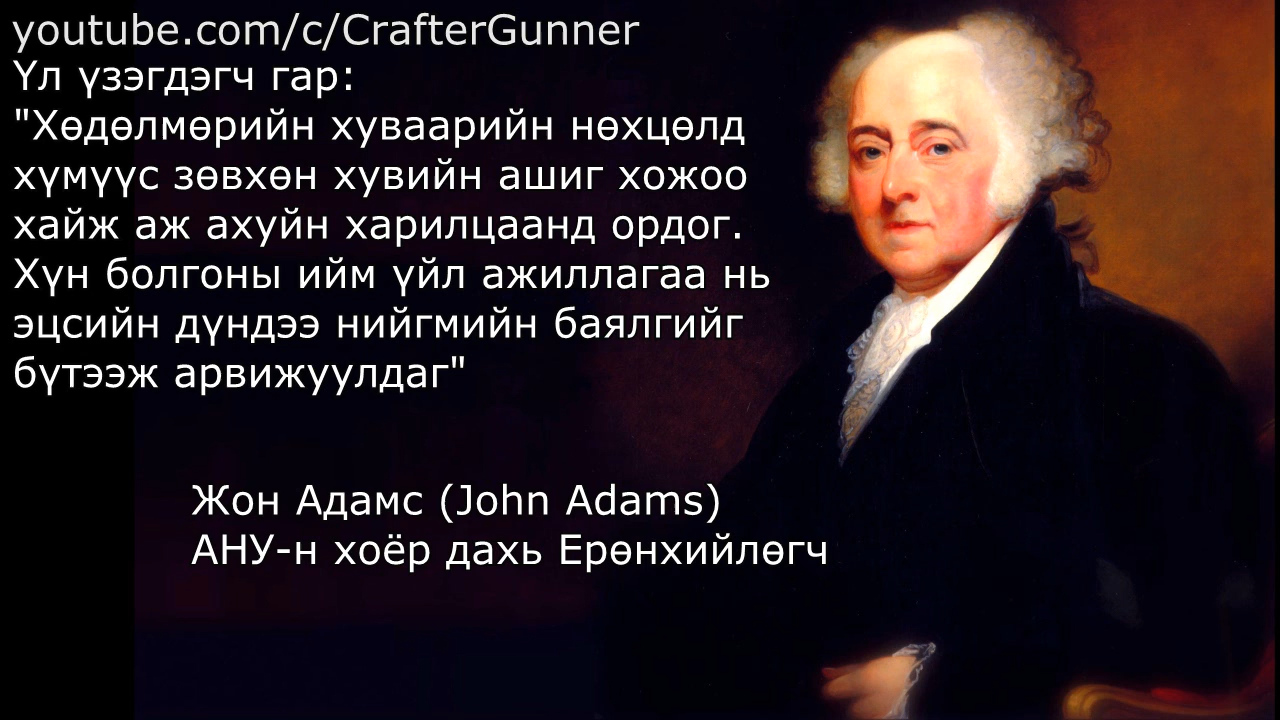 youtube.com/c/CrafterGunner
Үл үзэгдэгч гар:
"Хөдөлмөрийн хуваарийн нөхцөлд
хүмүүс зөвхөн хувийн ашиг хожоо
хайж аж ахуйн харилцаанд ордог.
Хүн болгоны ийм үйл ажиллагаа нь
эцсийн дүндээ нийгмийн баялгийг
бүтээж арвижуулдаг"
Жон Адамс (John Adams)
АНУ-н хоёр дахь Ерөнхийлөгч